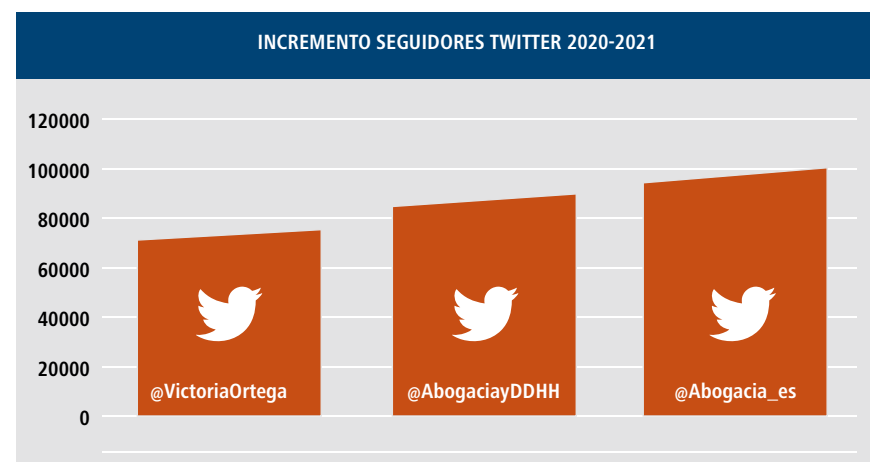 INCREMENTO SEGUIDORES TWITTER 2020-2021
120000
100000
80000
60000
40000
20000
0
@VictoriaOrtega
@AbogaciayDDHH
@Abogacia_es